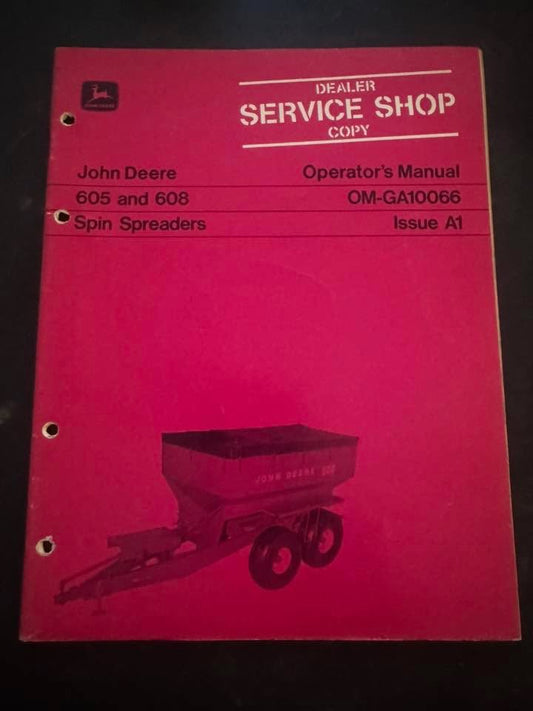 JOHN DEERE
DEALER
SERVICE SHOP
COPY
John Deere
Operator's Manual
605 and 608
OM-GA10066
Spin Spreaders
Issue A1
JOHN DEERE